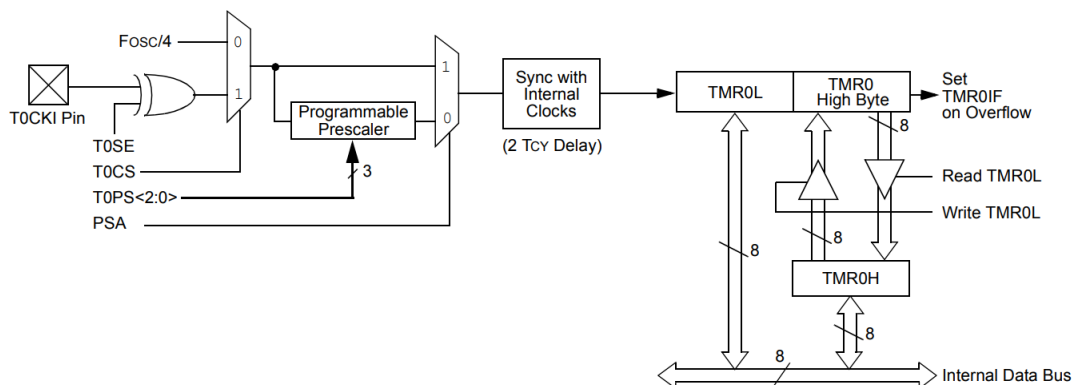 FOSC/4
0
1
T0CKI Pin
T0SE
T0CS
T0PS<2:0>
PSA
Programmable
Prescaler
3
1
0
Sync with
Internal
Clocks
(2 TCY Delay)
TMR0L
TMR0
High Byte
Set
TMR0IF
on Overflow
8
Read TMR0L
Write TMR0L
8
8
TMR0H
8
8
Internal Data Bus